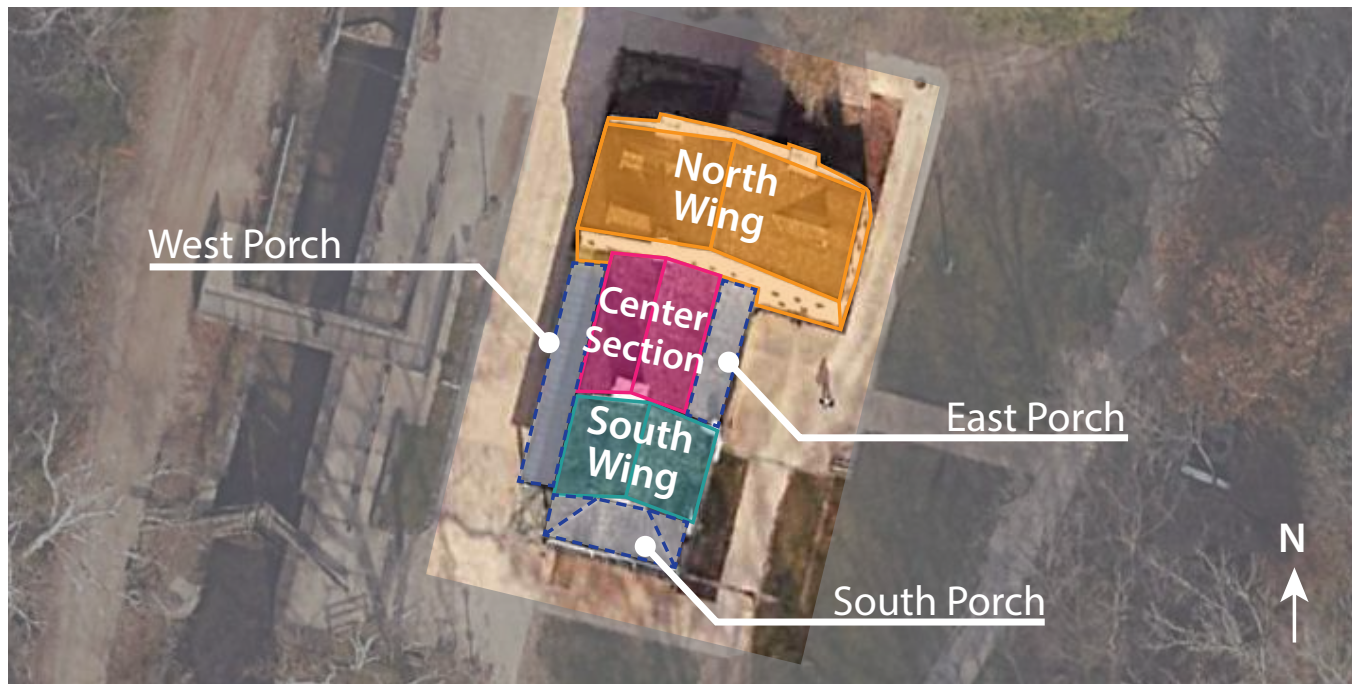 North
Wing
West Porch
Center
Section
East Porch
South
Wing
South Porch
N